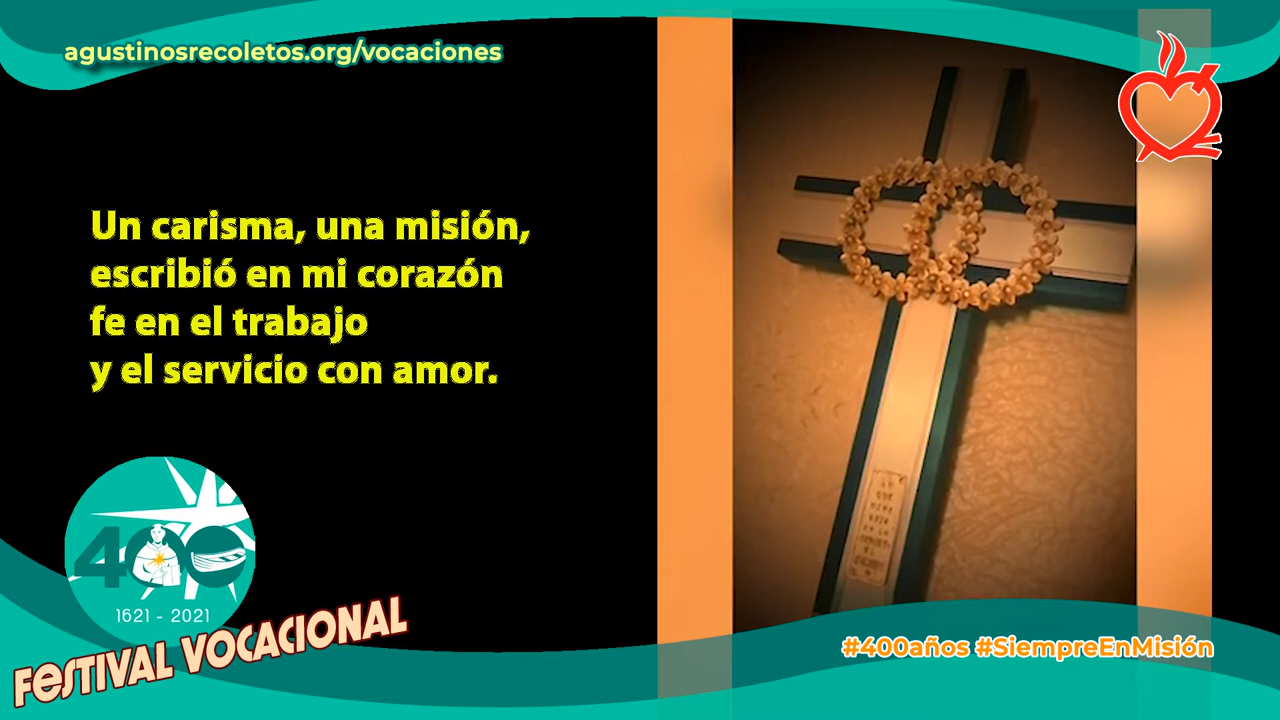 agustinosrecoletos.org/vocaciones
Un carisma, una misión,
escribió en mi corazón
fe en el trabajo
y el servicio con amor.
400
1621 - 2021
FESTIVAL VOCACIONAL
#400años #SiempreEnMisión